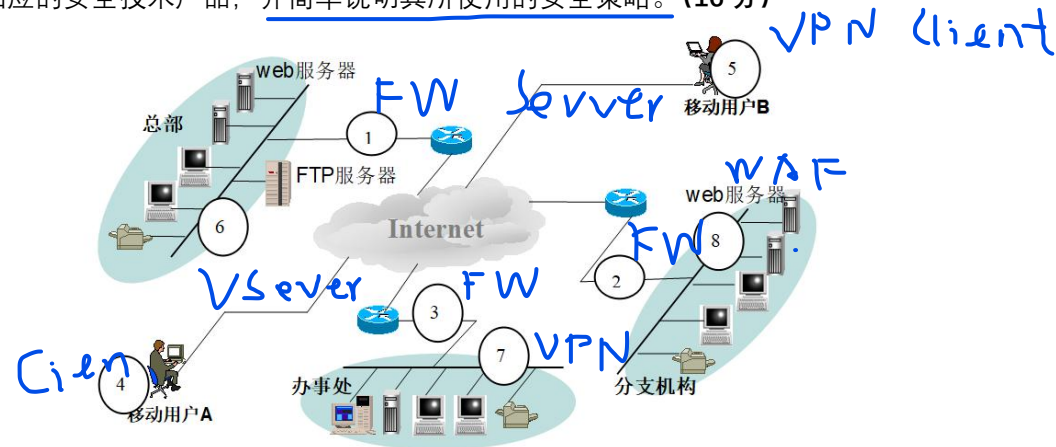 相应的安全技术产品，并简单说明其所使用的安全策略。(10分)
VPN Client
web服务器
FW
Sevver
5
移动用户B
总部
1
FTP服务器
WAF
web服务器
6
Internet
FW
8
VSever
FW
2
3
Cien
4
移动用户A
7
VPN
办事处
分支机构